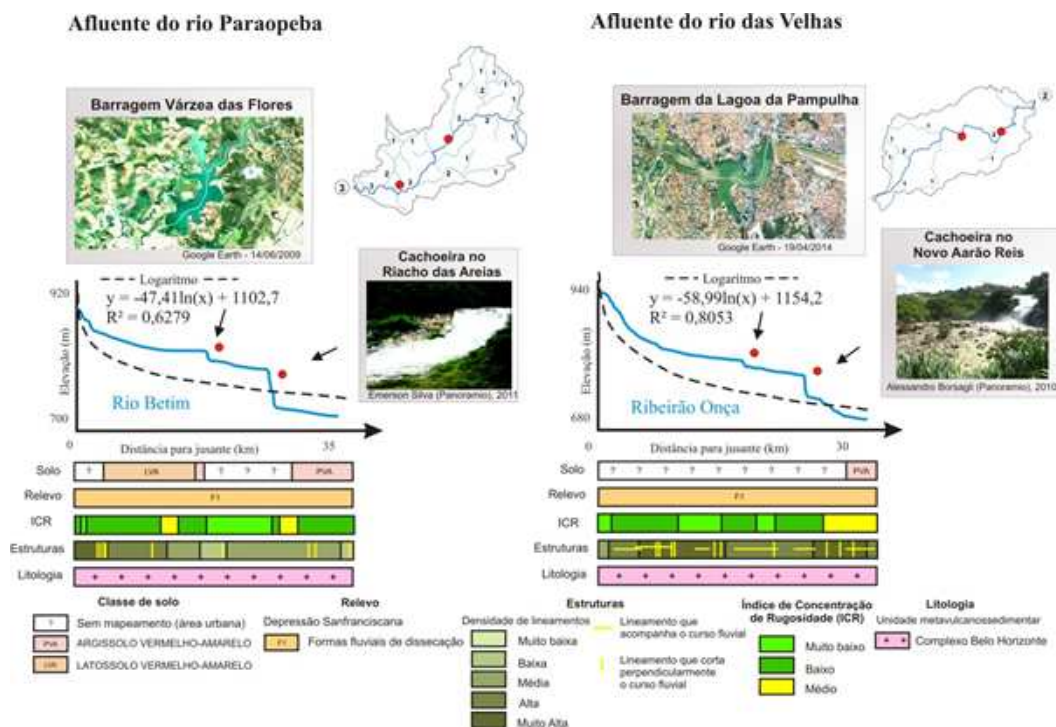 Afluente do rio Paraopeba
Barragem Várzea das Flores
Google Earth - 14/06/2009
Cachoeira no
Riacho das Areias
Emerson Silva (Panoramio), 2011
Logaritmo
y = -47,41ln(x) + 1102,7
R² = 0,6279
920
Elevação (m)
700
Rio Betim
0
35
Distância para jusante (km)
Solo
? LVA ? ? ? PVA
Relevo
F1
ICR
Estruturas
Litologia
Afluente do rio das Velhas
Barragem da Lagoa da Pampulha
Google Earth - 19/04/2014
Cachoeira no
Novo Aarão Reis
Alessandro Borsagli (Panoramio), 2010
Logaritmo
y = -58,99ln(x) + 1154,2
R² = 0,8053
940
Elevação (m)
680
Ribeirão Onça
0
30
Distância para jusante (km)
Solo
? ? ? ? ? ? ? ? ? PVA
Relevo
F1
ICR
Estruturas
Litologia
Classe de solo
? Sem mapeamento (área urbana)
PVA ARGISSOLO VERMELHO-AMARELO
LVA LATOSSOLO VERMELHO-AMARELO
Relevo
Depressão Sanfranciscana
F1 Formas fluviais de dissecação
Estruturas
Densidade de lineamentos
Muito baixa
Baixa
Média
Alta
Muito Alta
Lineamento que
acompanha o curso fluvial
Lineamento que corta
perpendicularmente
o curso fluvial
Índice de Concentração
de Rugosidade (ICR)
Muito baixo
Baixo
Médio
Litologia
Unidade metavulcanossedimentar
Complexo Belo Horizonte